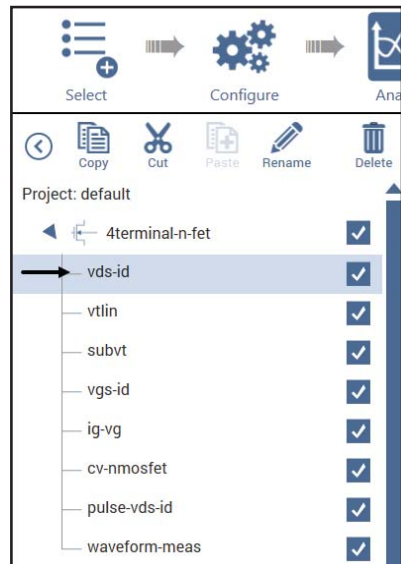 Select Configure Ana
Copy Cut Paste Rename Delete
Project: default
4terminal-n-fet
vds-id
vtlin
subvt
vgs-id
ig-vg
cv-nmosfet
pulse-vds-id
waveform-meas